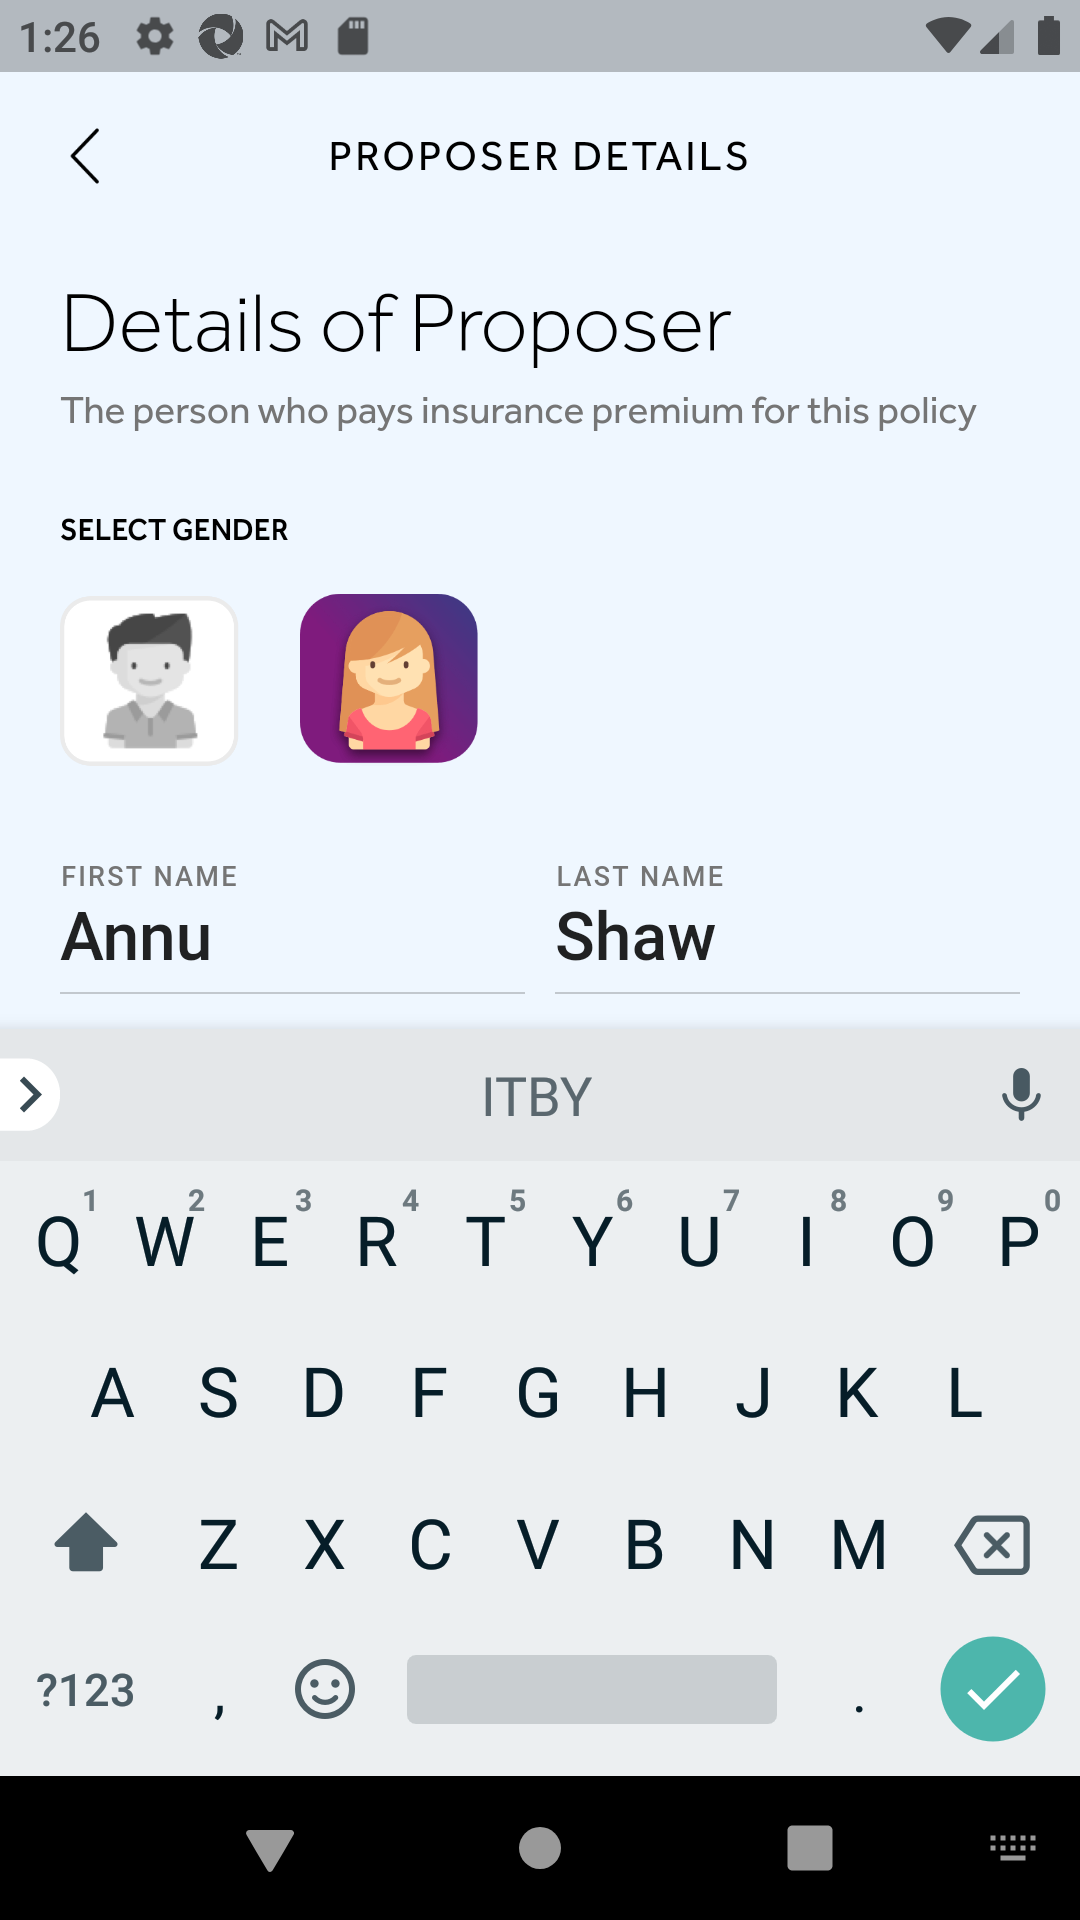 1:26
PROPOSER DETAILS
Details of Proposer
The person who pays insurance premium for this policy
SELECT GENDER
FIRST NAME LAST NAME
Annu Shaw
ITBY
1 2 3 4 5 6 7 8 9 0
Q W E R T Y U I O P
A S D F G H J K L
Z X C V B N M
?123 , .